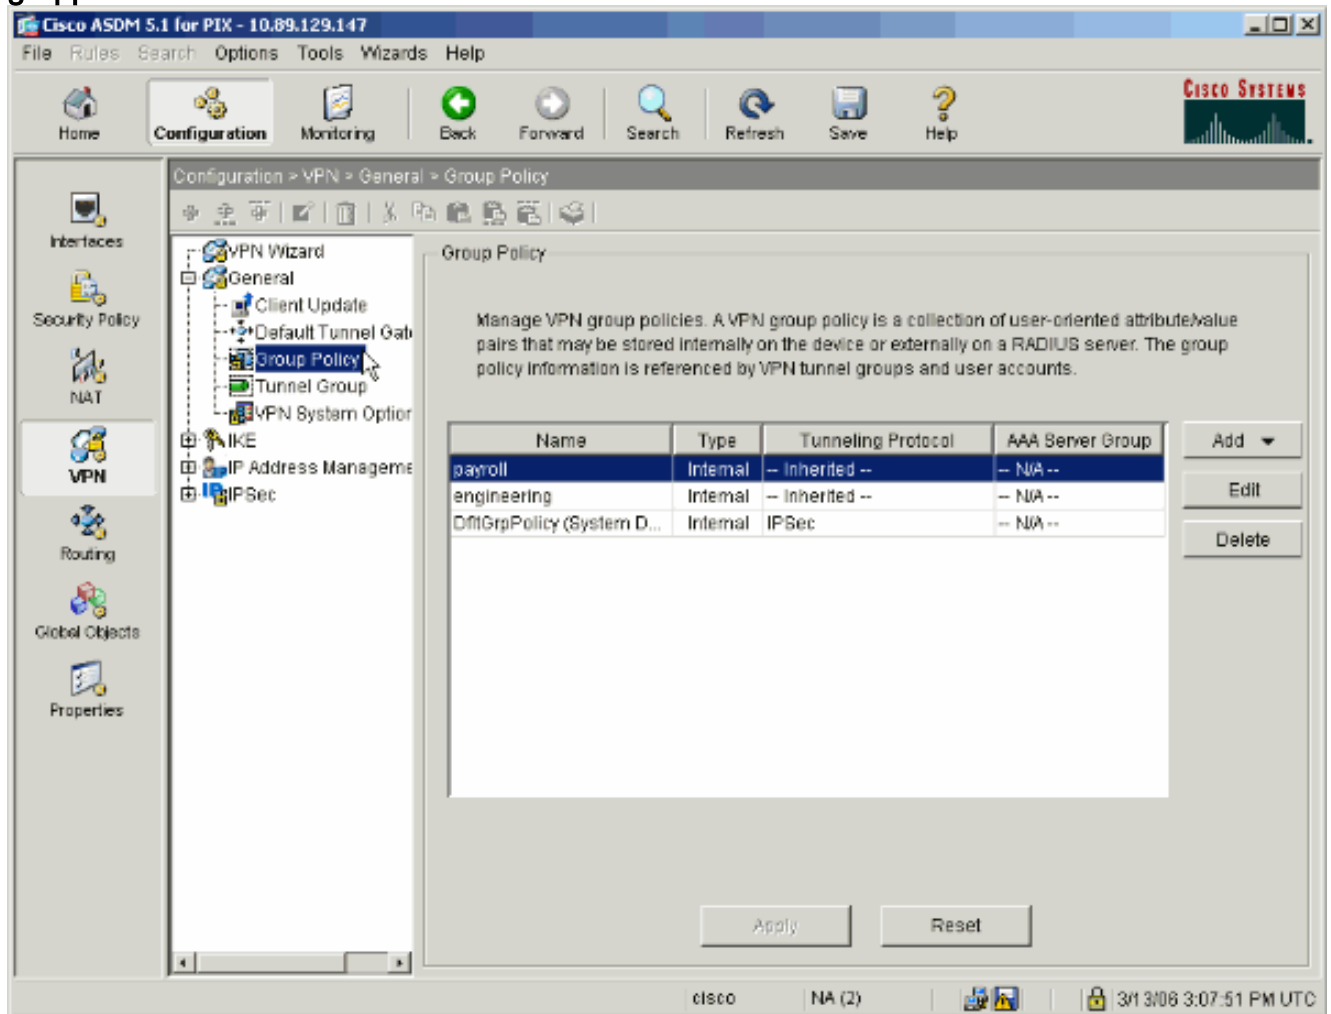 Cisco ASDM 5.1 for PIX - 10.89.129.147
File Rules Search Options Tools Wizards Help
Home Configuration Monitoring Back Forward Search Refresh Save Help
CISCO SYSTEMS
Configuration > VPN > General > Group Policy
Interfaces
Security Policy
NAT
VPN
Routing
Global Objects
Properties
VPN Wizard
General
Client Update
Default Tunnel Gate
Group Policy
Tunnel Group
VPN System Option
IKE
IP Address Manageme
IPSec
Group Policy
Manage VPN group policies. A VPN group policy is a collection of user-oriented attribute/value
pairs that may be stored internally on the device or externally on a RADIUS server. The group
policy information is referenced by VPN tunnel groups and user accounts.
Name Type Tunneling Protocol AAA Server Group
payroll Internal -- Inherited -- -- N/A --
engineering Internal -- Inherited -- -- N/A --
DfltGrpPolicy (System D... Internal IPSec -- N/A --
Add
Edit
Delete
Apply Reset
cisco NA (2) 3/13/06 3:07:51 PM UTC